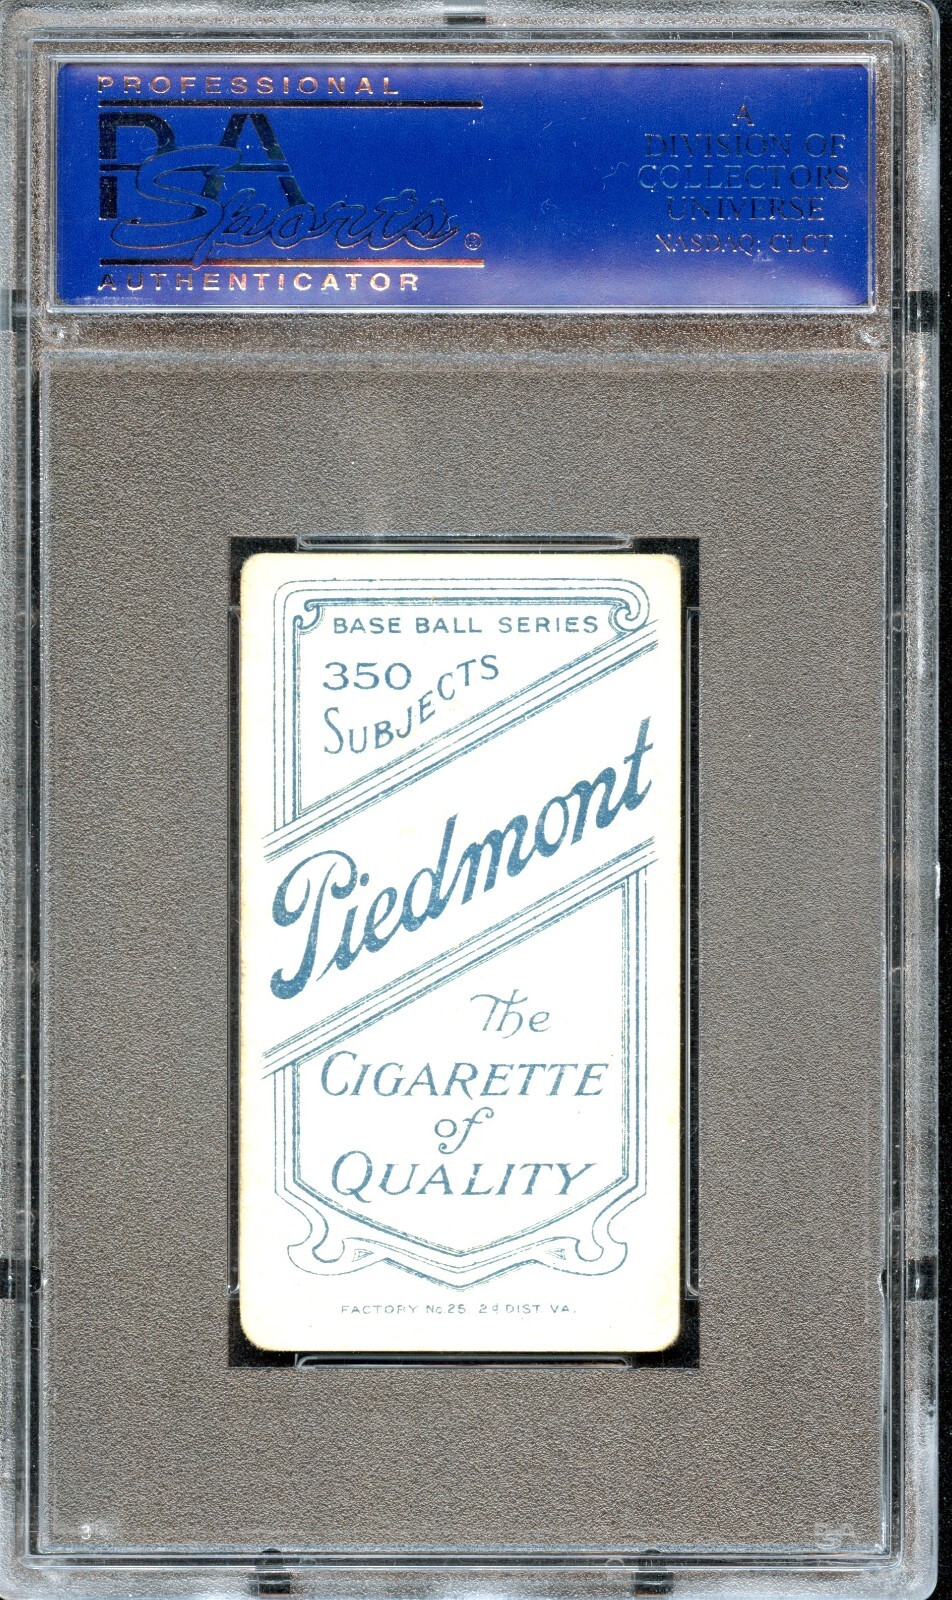 PROFESSIONAL
PSA
Sports®
AUTHENTICATOR
A
DIVISION OF
COLLECTORS
UNIVERSE
NASDAQ: CLCT
BASE BALL SERIES
350
SUBJECTS
Piedmont
The
CIGARETTE
of
QUALITY
FACTORY No. 25 2d DIST. VA.
PSA